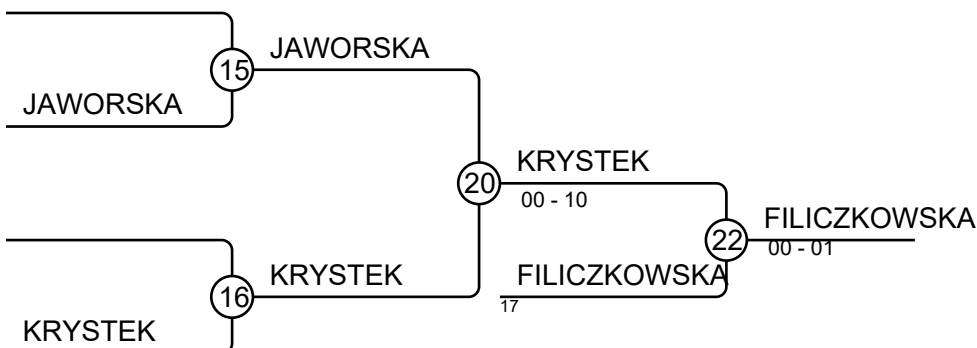 JAWORSKA
15
JAWORSKA
KRYSTEK
20
00 - 10
FILICZKOWSKA
22
00 - 01
KRYSTEK
16
FILICZKOWSKA
17
KRYSTEK